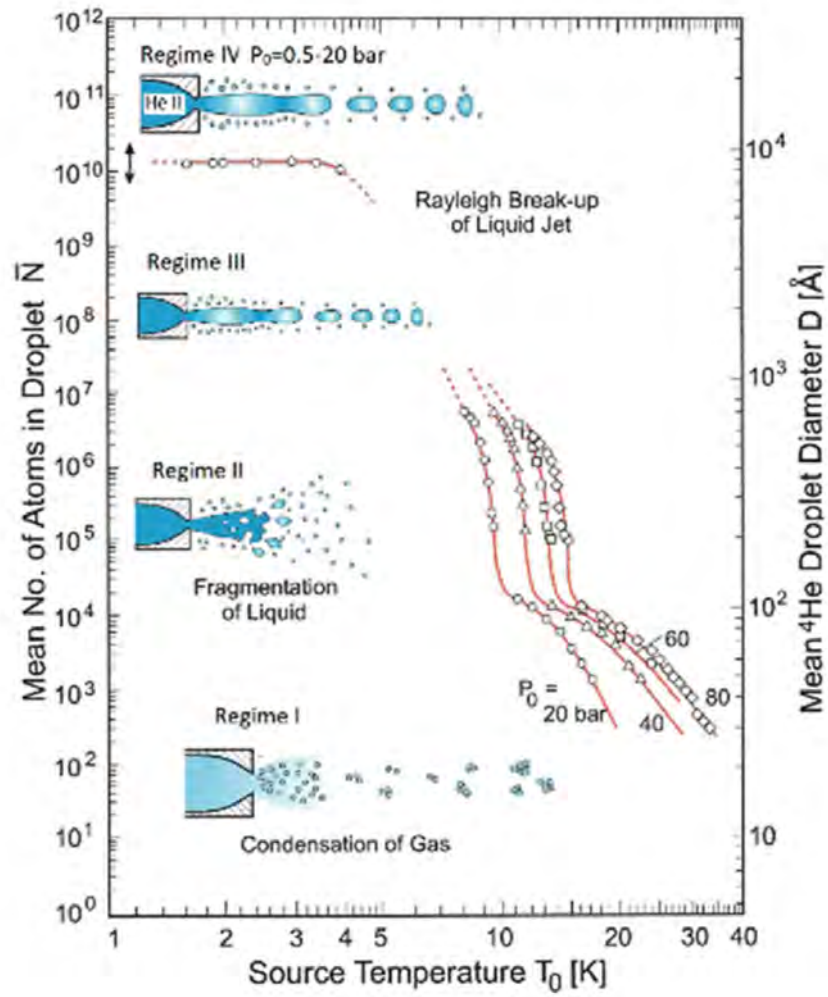 10¹²
Regime IV P₀=0.5-20 bar
10¹¹
He II
10¹⁰
10⁴
Rayleigh Break-up
of Liquid Jet
10⁹
Regime III
10⁸
10³
10⁷
10⁶
Regime II
10⁵
Fragmentation
of Liquid
10⁴
10²
60
10³
P₀ =
20 bar
40
80
Regime I
10²
10¹
10
Condensation of Gas
10⁰
1
2
3
4
5
10
20
30
40
Source Temperature T₀ [K]
Mean No. of Atoms in Droplet N̅
Mean ⁴He Droplet Diameter D [Å]